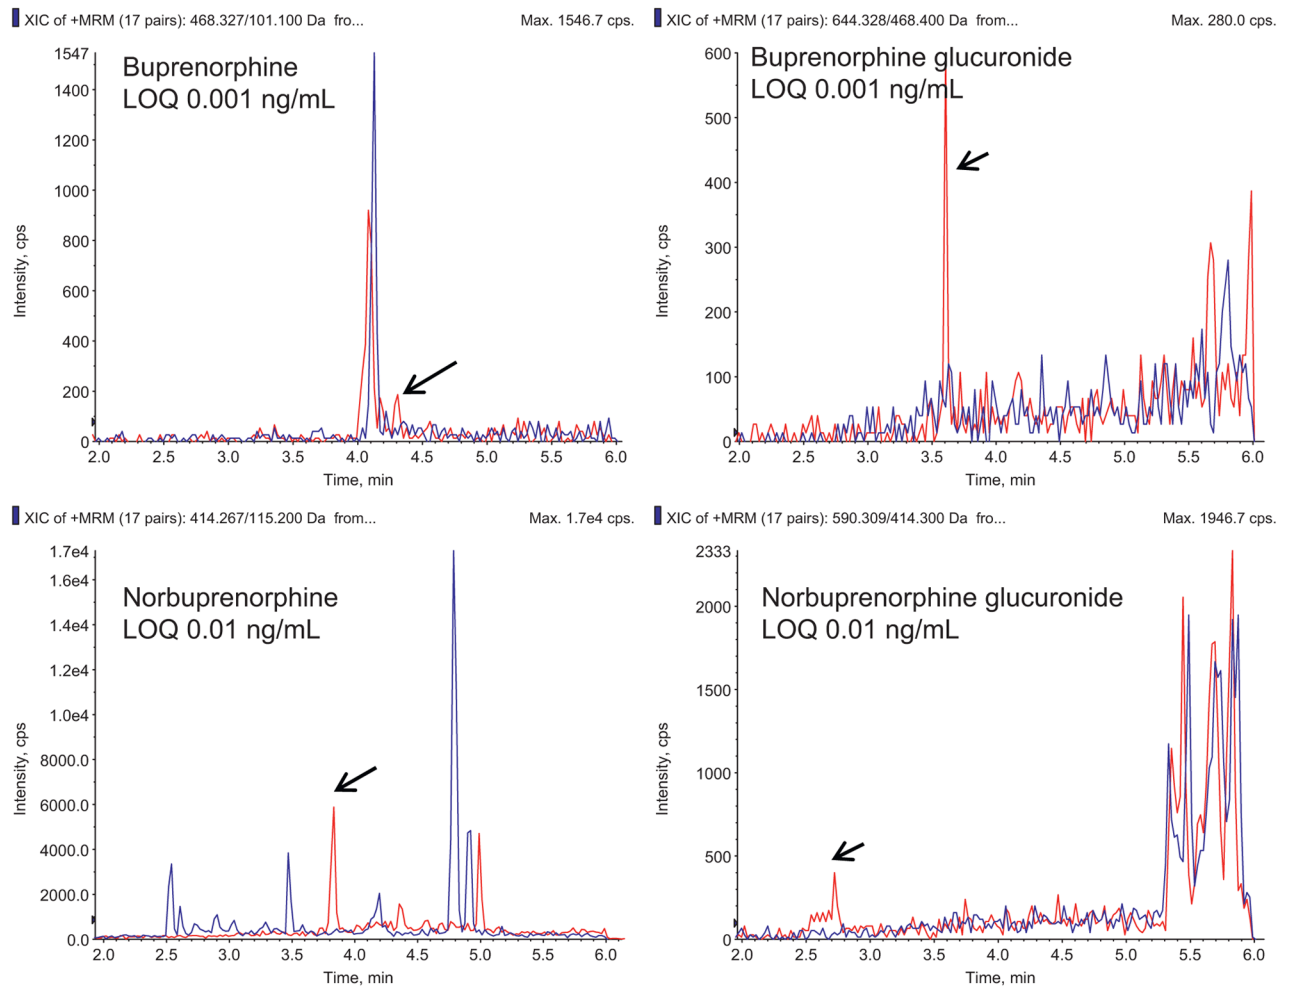 XIC of +MRM (17 pairs): 468.327/101.100 Da  fro... Max. 1546.7 cps.
Buprenorphine
LOQ 0.001 ng/mL
Intensity, cps
1547
1400
1200
1000
800
600
400
200
0
2.0 2.5 3.0 3.5 4.0 4.5 5.0 5.5 6.0
Time, min
XIC of +MRM (17 pairs): 644.328/468.400 Da  from... Max. 280.0 cps.
Buprenorphine glucuronide
LOQ 0.001 ng/mL
Intensity, cps
600
500
400
300
200
100
0
2.0 2.5 3.0 3.5 4.0 4.5 5.0 5.5 6.0
Time, min
XIC of +MRM (17 pairs): 414.267/115.200 Da  from... Max. 1.7e4 cps.
Norbuprenorphine
LOQ 0.01 ng/mL
Intensity, cps
1.7e4
1.6e4
1.4e4
1.2e4
1.0e4
8000.0
6000.0
4000.0
2000.0
0.0
2.0 2.5 3.0 3.5 4.0 4.5 5.0 5.5 6.0
Time, min
XIC of +MRM (17 pairs): 590.309/414.300 Da  fro... Max. 1946.7 cps.
Norbuprenorphine glucuronide
LOQ 0.01 ng/mL
Intensity, cps
2333
2000
1500
1000
500
0
2.0 2.5 3.0 3.5 4.0 4.5 5.0 5.5 6.0
Time, min